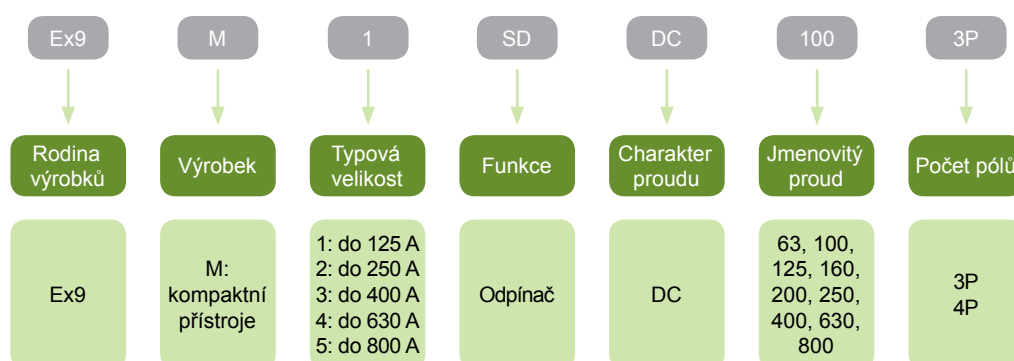 Ex9 M 1 SD DC 100 3P
Rodina výrobků
Výrobek
Typová velikost
Funkce
Charakter proudu
Jmenovitý proud
Počet pólů
Ex9
M:
kompaktní
přístroje
1: do 125 A
2: do 250 A
3: do 400 A
4: do 630 A
5: do 800 A
Odpínač
DC
63, 100,
125, 160,
200, 250,
400, 630,
800
3P
4P